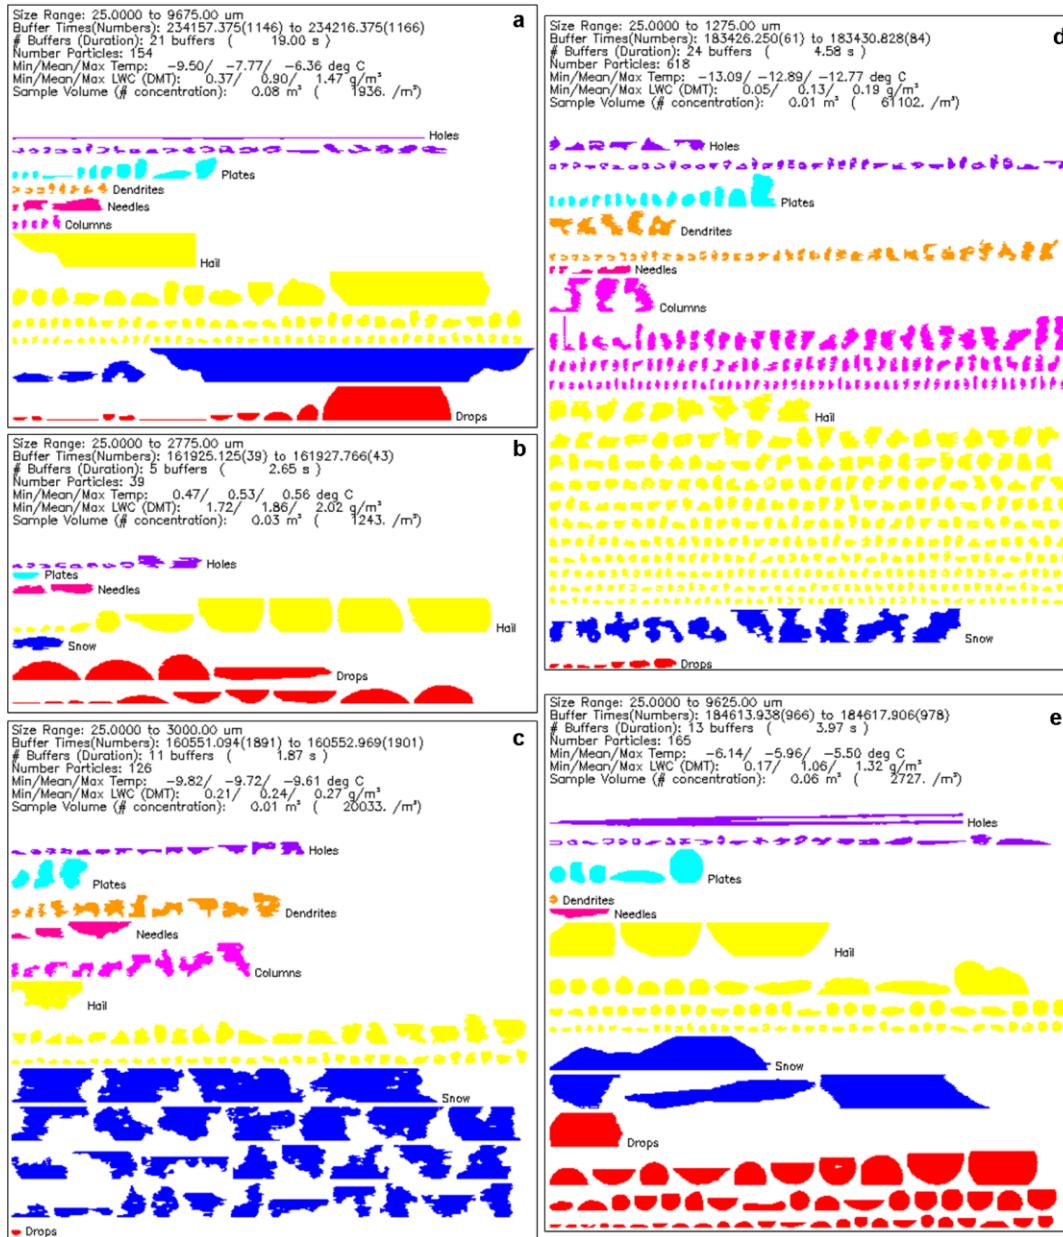 a
Size Range: 25.0000 to 9675.00 um
Buffer Times(Numbers): 234157.375(1146) to 234216.375(1166)
# Buffers(Duration): 21 buffers ( 19.00 s )
Number Particles: 154
Min/Mean/Max Temp: -9.50/ -7.77/ -6.36 deg C
Min/Mean/Max LWC (DMT): 0.37/ 0.90/ 1.47 g/m³
Sample Volume (# concentration): 0.08 m³ ( 1936. /m³)
Holes
Plates
Dendrites
Needles
Columns
Hail
Drops
b
Size Range: 25.0000 to 2775.00 um
Buffer Times(Numbers): 161925.125(39) to 161927.766(43)
# Buffers(Duration): 5 buffers ( 2.65 s )
Number Particles: 39
Min/Mean/Max Temp: 0.47/ 0.53/ 0.56 deg C
Min/Mean/Max LWC (DMT): 1.72/ 1.86/ 2.02 g/m³
Sample Volume (# concentration): 0.03 m³ ( 1243. /m³)
Holes
Plates
Needles
Hail
Snow
Drops
c
Size Range: 25.0000 to 3000.00 um
Buffer Times(Numbers): 160551.094(1891) to 160552.969(1901)
# Buffers(Duration): 11 buffers ( 1.87 s )
Number Particles: 126
Min/Mean/Max Temp: -9.82/ -9.72/ -9.61 deg C
Min/Mean/Max LWC (DMT): 0.21/ 0.24/ 0.27 g/m³
Sample Volume (# concentration): 0.01 m³ ( 20033. /m³)
Holes
Plates
Dendrites
Needles
Columns
Hail
Snow
Drops
d
Size Range: 25.0000 to 1275.00 um
Buffer Times(Numbers): 183426.250(61) to 183430.828(84)
# Buffers(Duration): 24 buffers ( 4.58 s )
Number Particles: 618
Min/Mean/Max Temp: -13.09/ -12.89/ -12.77 deg C
Min/Mean/Max LWC (DMT): 0.05/ 0.13/ 0.19 g/m³
Sample Volume (# concentration): 0.01 m³ ( 61102. /m³)
Holes
Plates
Dendrites
Needles
Columns
Hail
Snow
Drops
e
Size Range: 25.0000 to 9625.00 um
Buffer Times(Numbers): 184613.938(966) to 184617.906(978)
# Buffers(Duration): 13 buffers ( 3.97 s )
Number Particles: 165
Min/Mean/Max Temp: -6.14/ -5.96/ -5.50 deg C
Min/Mean/Max LWC (DMT): 0.17/ 1.06/ 1.32 g/m³
Sample Volume (# concentration): 0.06 m³ ( 2727. /m³)
Holes
Plates
Dendrites
Needles
Hail
Snow
Drops